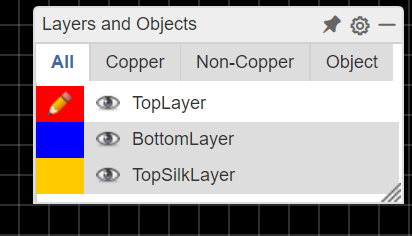 Layers and Objects
All Copper Non-Copper Object
TopLayer
BottomLayer
TopSilkLayer